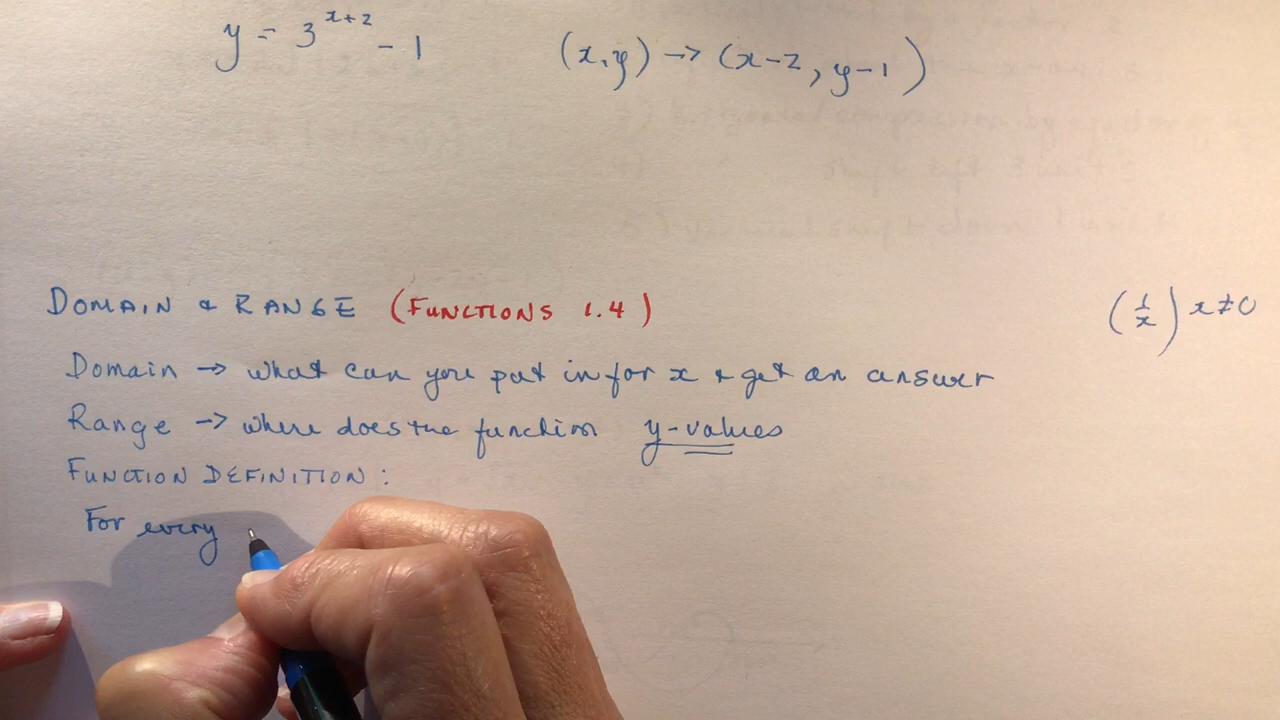 y = 3^{x+2} - 1 (x, y) → (x-2, y-1)
DOMAIN & RANGE (FUNCTIONS 1.4) (1/x) x≠0
Domain → what can you put in for x & get an answer
Range → where does the function y-values
FUNCTION DEFINITION:
For every